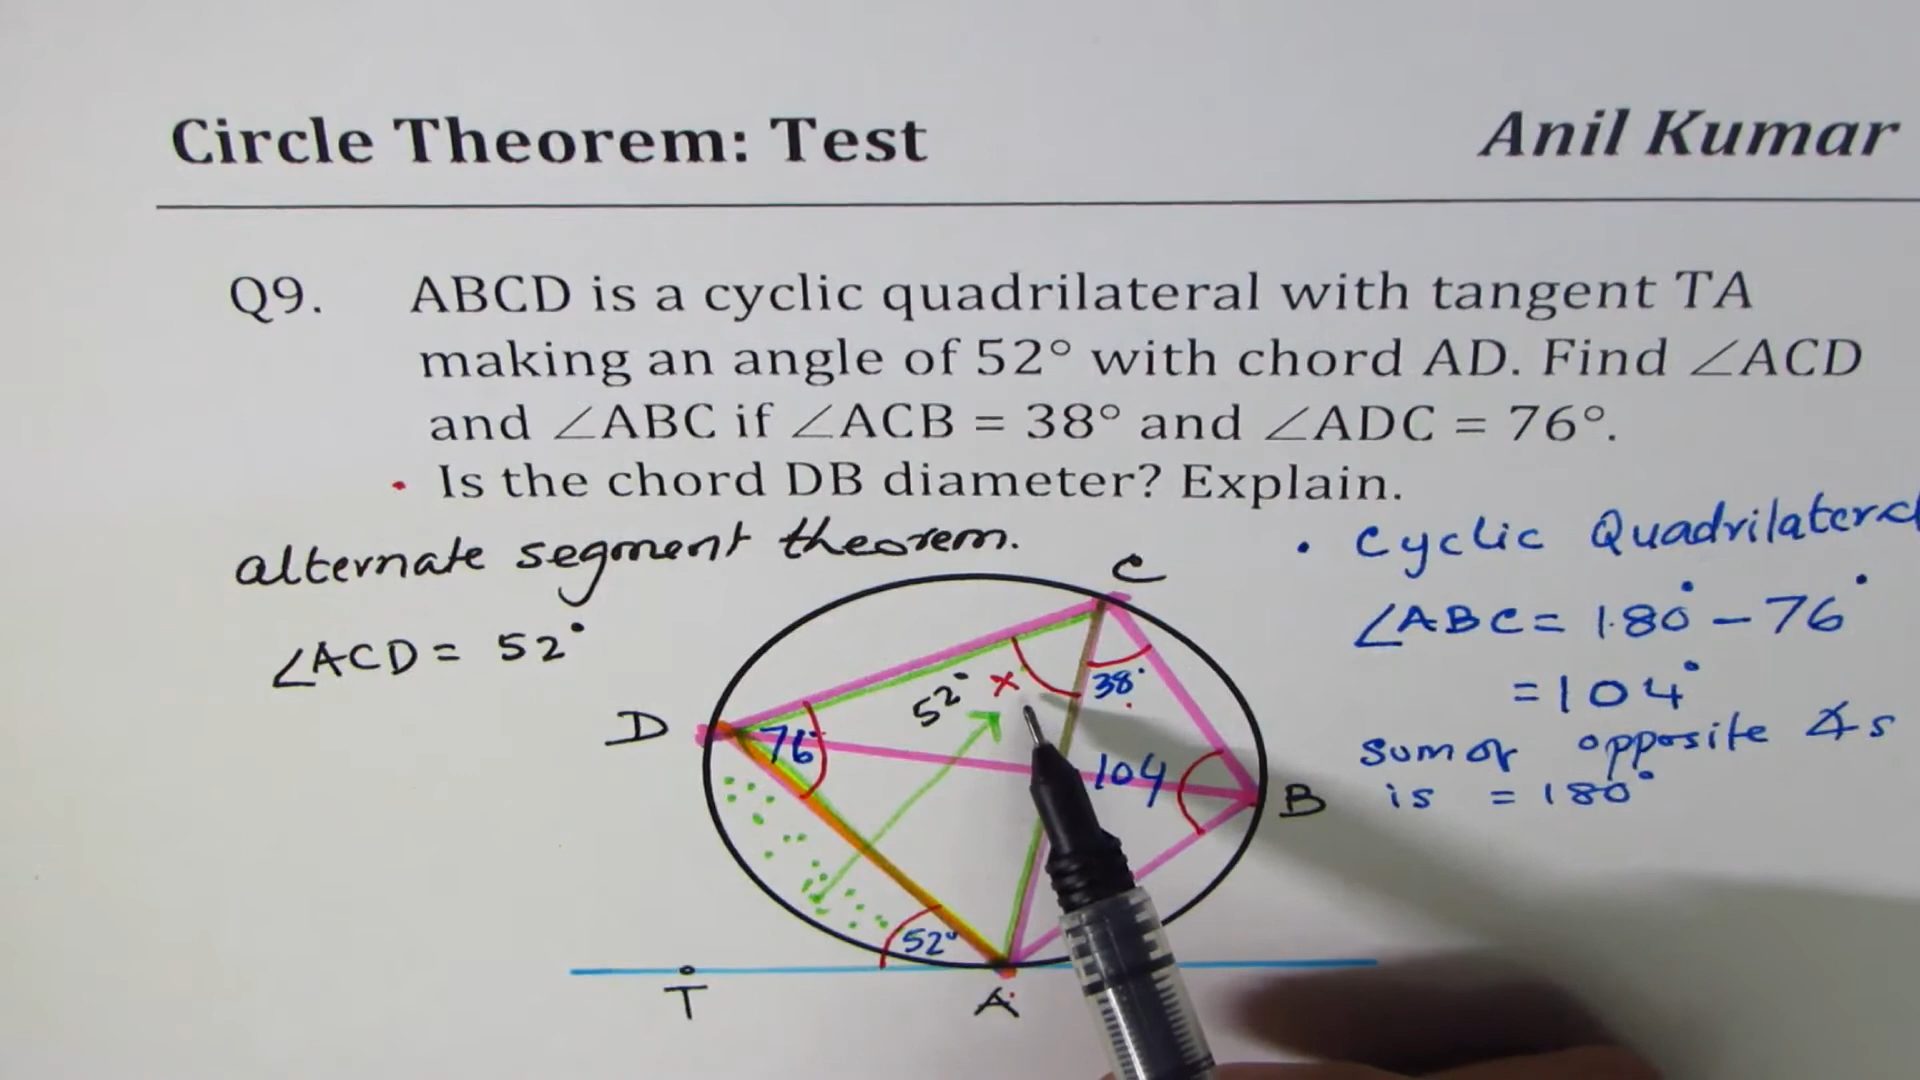 Circle Theorem: Test
Anil Kumar
Q9. ABCD is a cyclic quadrilateral with tangent TA
making an angle of 52° with chord AD. Find ∠ACD
and ∠ABC if ∠ACB = 38° and ∠ADC = 76°.
· Is the chord DB diameter? Explain.
alternate segment theorem.
∠ACD = 52°
· Cyclic Quadrilateral
∠ABC = 180° - 76°
= 104°
Sum of opposite ∡s
is = 180°
C
52° x
38°
D
76
104
B
52°
T
A